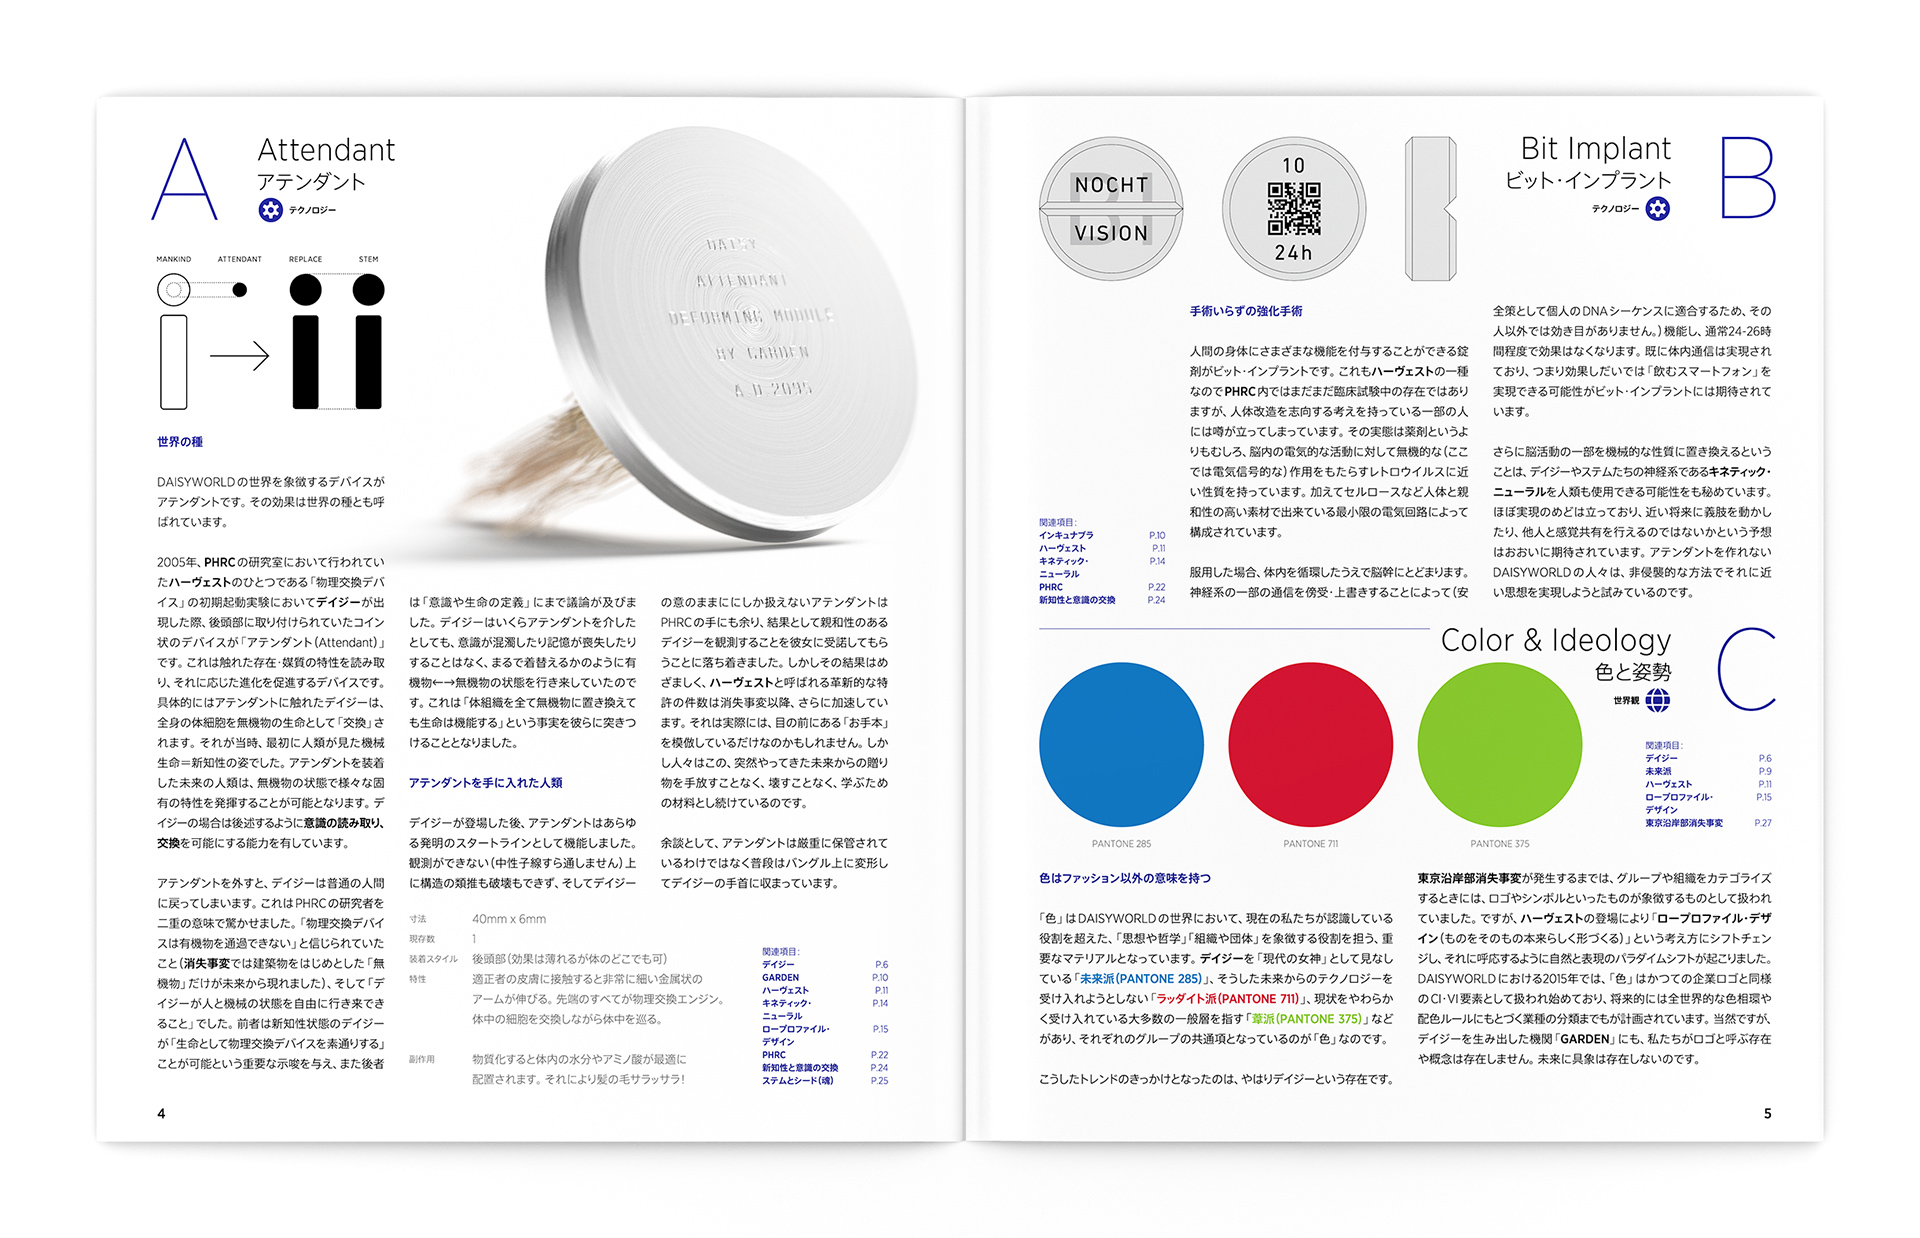 A
Attendant
アテンダント
テクノロジー
MANKIND
ATTENDANT
REPLACE
STEM
DAISY
ATTENDANT
DEFORMING MODULE
BY GARDEN
A.D.2095
世界の種
DAISYWORLDの世界を象徴するデバイスが
アテンダントです。その効果は世界の種とも呼
ばれています。
2005年、PHRCの研究室において行われてい
たハーヴェストのひとつである「物理交換デバ
イス」の初期起動実験においてデイジーが出
現した際、後頭部に取り付けられていたコイン
状のデバイスが「アテンダント（Attendant）」
です。これは触れた存在・媒質の特性を読み取
り、それに応じた進化を促進するデバイスです。
具体的にはアテンダントに触れたデイジーは、
全身の体細胞を無機物の生命として「交換」さ
れます。それが当時、最初に人類が見た機械
生命＝新知性の姿でした。アテンダントを装着
した未来の人類は、無機物の状態で様々な固
有の特性を発揮することが可能となります。デ
イジーの場合は後述するように意識の読み取り、
交換を可能にする能力を有しています。
アテンダントを外すと、デイジーは普通の人間
に戻ってしまいます。これはPHRCの研究者を
二重の意味で驚かせました。「物理交換デバイ
スは有機物を通過できない」と信じられていた
こと（消失事変では建築物をはじめとした「無
機物」だけが未来から現れました）、そして「デ
イジーが人と機械の状態を自由に行き来でき
ること」でした。前者は新知性状態のデイジー
が「生命として物理交換デバイスを素通りする」
ことが可能という重要な示唆を与え、また後者
は「意識や生命の定義」にまで議論が及びま
した。デイジーはいくらアテンダントを介した
としても、意識が混濁したり記憶が喪失したり
することはなく、まるで着替えるかのように有
機物←→無機物の状態を行き来していたので
す。これは「体組織を全て無機物に置き換えて
も生命は機能する」という事実を彼らに突きつ
けることとなりました。
アテンダントを手に入れた人類
デイジーが登場した後、アテンダントはあらゆ
る発明のスタートラインとして機能しました。
観測ができない（中性子線すら通しません）上
に構造の類推も破壊もできず、そしてデイジー
の意のままににしか扱えないアテンダントは
PHRCの手にも余り、結果として親和性のある
デイジーを観測することを彼女に受諾してもら
うことに落ち着きました。しかしその結果はめ
ざましく、ハーヴェストと呼ばれる革新的な特
許の件数は消失事変以降、さらに加速してい
ます。それは実際には、目の前にある「お手本」
を模倣しているだけなのかもしれません。しか
し人々はこの、突然やってきた未来からの贈り
物を手放すことなく、壊すことなく、学ぶため
の材料とし続けているのです。
余談として、アテンダントは厳重に保管されて
いるわけではなく普段はバングル上に変形し
てデイジーの手首に収まっています。
寸法 40mm x 6mm
現存数 1
装着スタイル 後頭部（効果は薄れるが体のどこでも可）
特性 適正者の皮膚に接触すると非常に細い金属状の
アームが伸びる。先端のすべてが物理交換エンジン。
体中の細胞を交換しながら体中を巡る。
副作用 物質化すると体内の水分やアミノ酸が最適に
配置されます。それにより髪の毛サラッサラ！
関連項目：
デイジー P.6
GARDEN P.10
ハーヴェスト P.11
キネティック・ P.14
ニューラル
ロープロファイル・ P.15
デザイン
PHRC P.22
新知性と意識の交換 P.24
ステムとシード（魂） P.25
4
NOCHT
VISION
BI
10
24h
Bit Implant
ビット・インプラント
テクノロジー
B
手術いらずの強化手術
人間の身体にさまざまな機能を付与することができる錠
剤がビット・インプラントです。これもハーヴェストの一種
なのでPHRC内ではまだまだ臨床試験中の存在ではあり
ますが、人体改造を志向する考えを持っている一部の人
には噂が立ってしまっています。その実態は薬剤というよ
りもむしろ、脳内の電気的な活動に対して無機的な（ここ
では電気信号的な）作用をもたらすレトロウイルスに近
い性質を持っています。加えてセルロースなど人体と親
和性の高い素材で出来ている最小限の電気回路によって
構成されています。
服用した場合、体内を循環したうえで脳幹にとどまります。
神経系の一部の通信を傍受・上書きすることによって（安
全策として個人のDNAシーケンスに適合するため、その
人以外では効き目がありません。）機能し、通常24-26時
間程度で効果はなくなります。既に体内通信は実現され
ており、つまり効果しだいでは「飲むスマートフォン」を
実現できる可能性がビット・インプラントには期待されて
います。
さらに脳活動の一部を機械的な性質に置き換えるという
ことは、デイジーやステムたちの神経系であるキネティック・
ニューラルを人類も使用できる可能性をも秘めています。
ほぼ実現のめどは立っており、近い将来に義肢を動かし
たり、他人と感覚共有を行えるのではないかという予想
はおおいに期待されています。アテンダントを作れない
DAISYWORLDの人々は、非侵襲的な方法でそれに近
い思想を実現しようと試みているのです。
関連項目：
インキュナブラ P.10
ハーヴェスト P.11
キネティック・ P.14
ニューラル
PHRC P.22
新知性と意識の交換 P.24
Color & Ideology
色と姿勢
世界観
C
PANTONE 285
PANTONE 711
PANTONE 375
関連項目：
デイジー P.6
未来派 P.9
ハーヴェスト P.11
ロープロファイル・ P.15
デザイン
東京沿岸部消失事変 P.27
色はファッション以外の意味を持つ
「色」はDAISYWORLDの世界において、現在の私たちが認識している
役割を超えた、「思想や哲学」「組織や団体」を象徴する役割を担う、重
要なマテリアルとなっています。デイジーを「現代の女神」として見なし
ている「未来派（PANTONE 285）」、そうした未来からのテクノロジーを
受け入れようとしない「ラッダイト派（PANTONE 711）」、現状をやわらか
く受け入れている大多数の一般層を指す「葦派（PANTONE 375）」など
があり、それぞれのグループの共通項となっているのが「色」なのです。
こうしたトレンドのきっかけとなったのは、やはりデイジーという存在です。
東京沿岸部消失事変が発生するまでは、グループや組織をカテゴライズ
するときには、ロゴやシンボルといったものが象徴するものとして扱われ
ていました。ですが、ハーヴェストの登場により「ロープロファイル・デザ
イン（ものをそのもの本来らしく形づくる）」という考え方にシフトチェン
ジし、それに呼応するように自然と表現のパラダイムシフトが起こりました。
DAISYWORLDにおける2015年では、「色」はかつての企業ロゴと同様
のCI・VI要素として扱われ始めており、将来的には全世界的な色相環や
配色ルールにもとづく業種の分類までもが計画されています。当然ですが、
デイジーを生み出した機関「GARDEN」にも、私たちがロゴと呼ぶ存在
や概念は存在しません。未来に具象は存在しないのです。
5